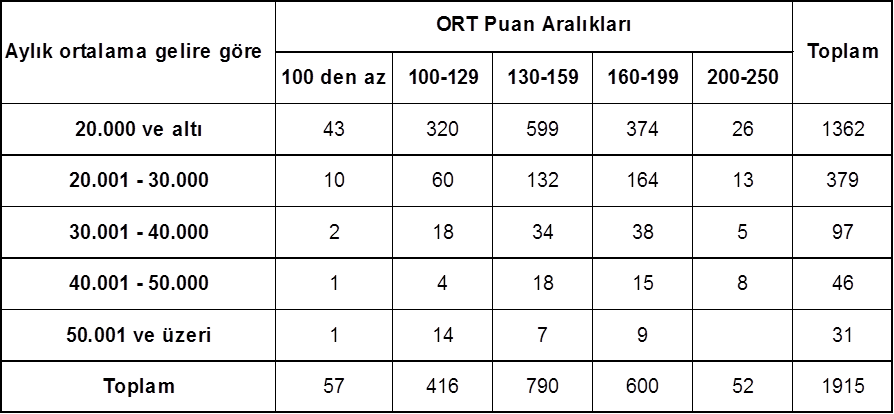 Aylık ortalama gelire göre ORT Puan Aralıkları Toplam
100 den az 100-129 130-159 160-199 200-250
20.000 ve altı 43 320 599 374 26 1362
20.001 - 30.000 10 60 132 164 13 379
30.001 - 40.000 2 18 34 38 5 97
40.001 - 50.000 1 4 18 15 8 46
50.001 ve üzeri 1 14 7 9 31
Toplam 57 416 790 600 52 1915